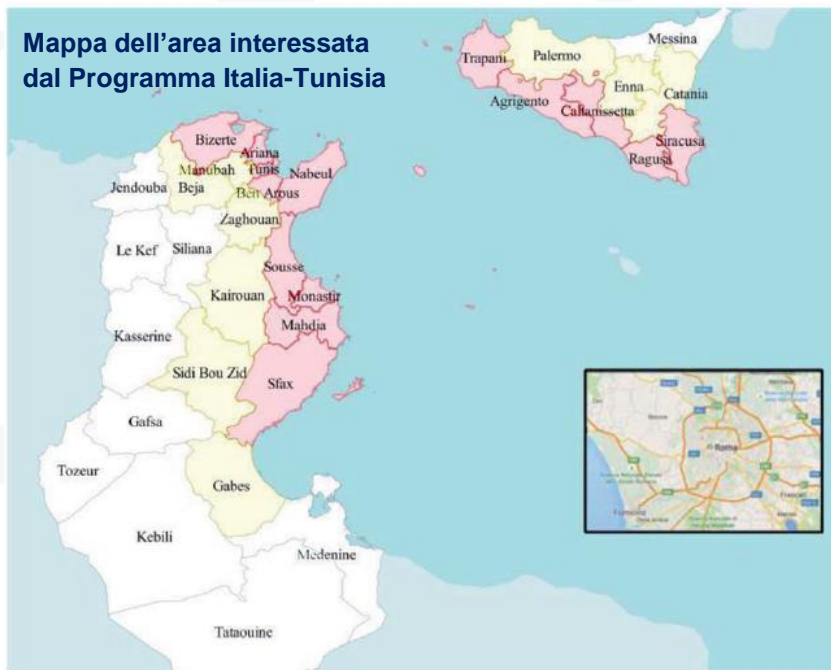 Mappa dell'area interessata
dal Programma Italia-Tunisia
Messina
Trapani
Palermo
Enna
Catania
Agrigento
Caltanissetta
Siracusa
Ragusa
Bizerte
Ariana
Tunis
Nabeul
Manubah
Jendouba
Beja
Ben Arous
Zaghouan
Le Kef
Siliana
Sousse
Kairouan
Monastir
Mahdia
Kasserine
Sidi Bou Zid
Sfax
Gafsa
Tozeur
Gabes
Kebili
Medenine
Tataouine
Roma
Fiumicino
Frascati